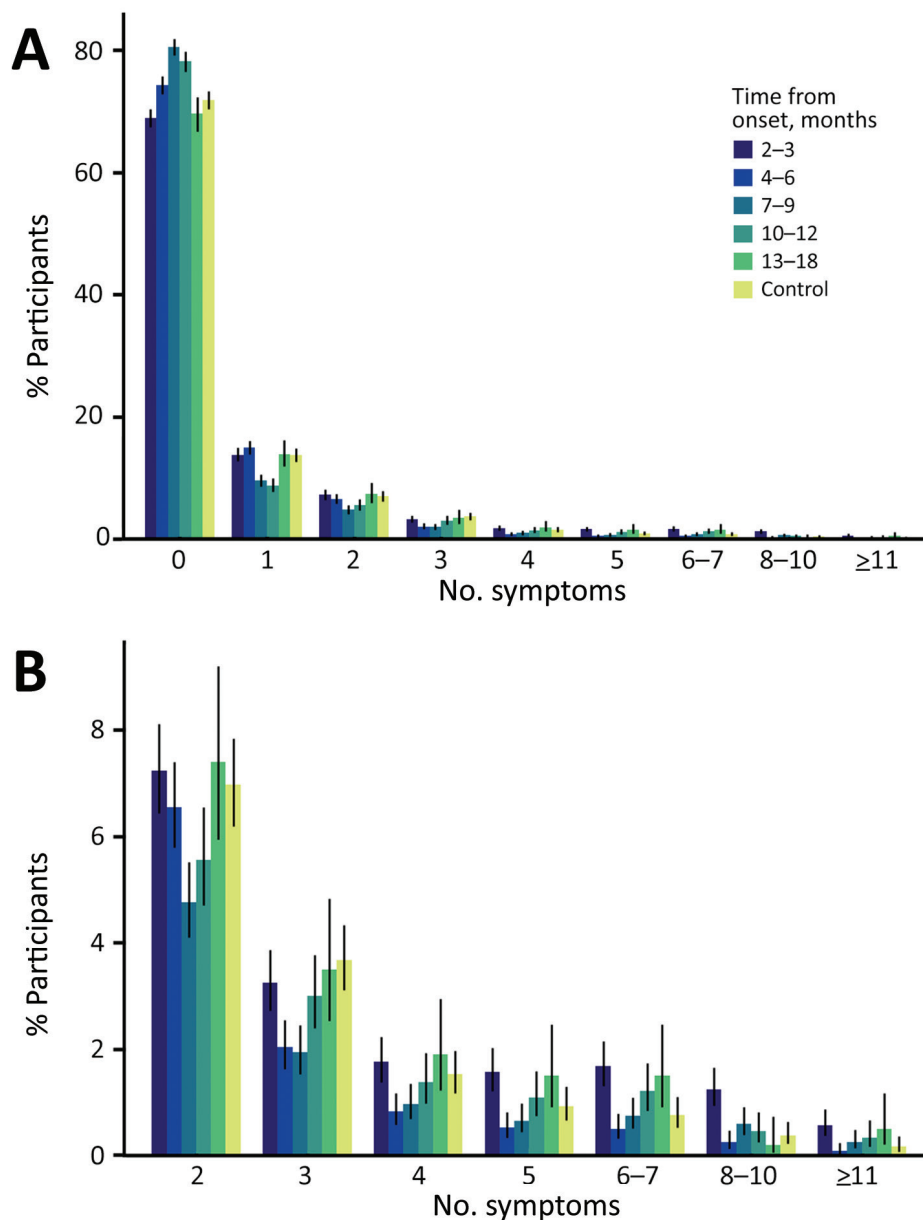 A
80
60
40
20
0
% Participants
Time from
onset, months
2–3
4–6
7–9
10–12
13–18
Control
0 1 2 3 4 5 6–7 8–10 ≥11
No. symptoms
B
8
6
4
2
0
% Participants
2 3 4 5 6–7 8–10 ≥11
No. symptoms